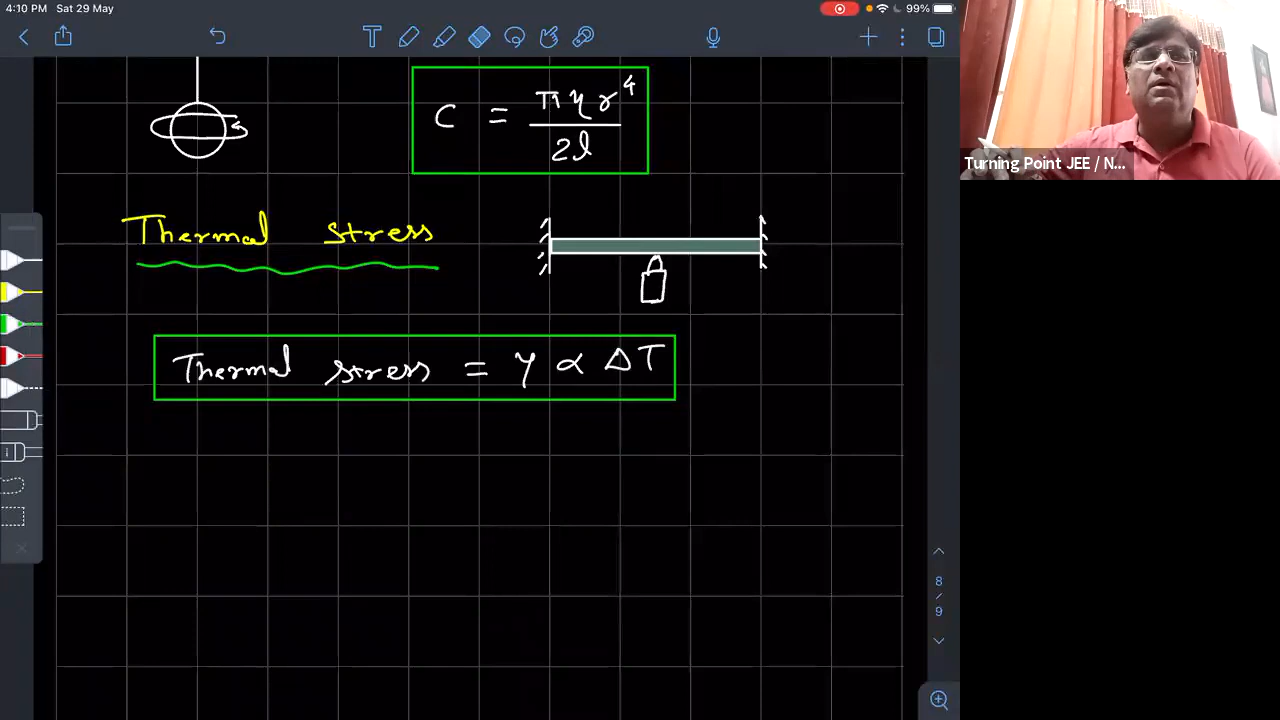 4:10 PM Sat 29 May
99%
C = πηr⁴
2l
Thermal stress
Thermal stress = Y α ΔT
8
/
9
Turning Point JEE / N...